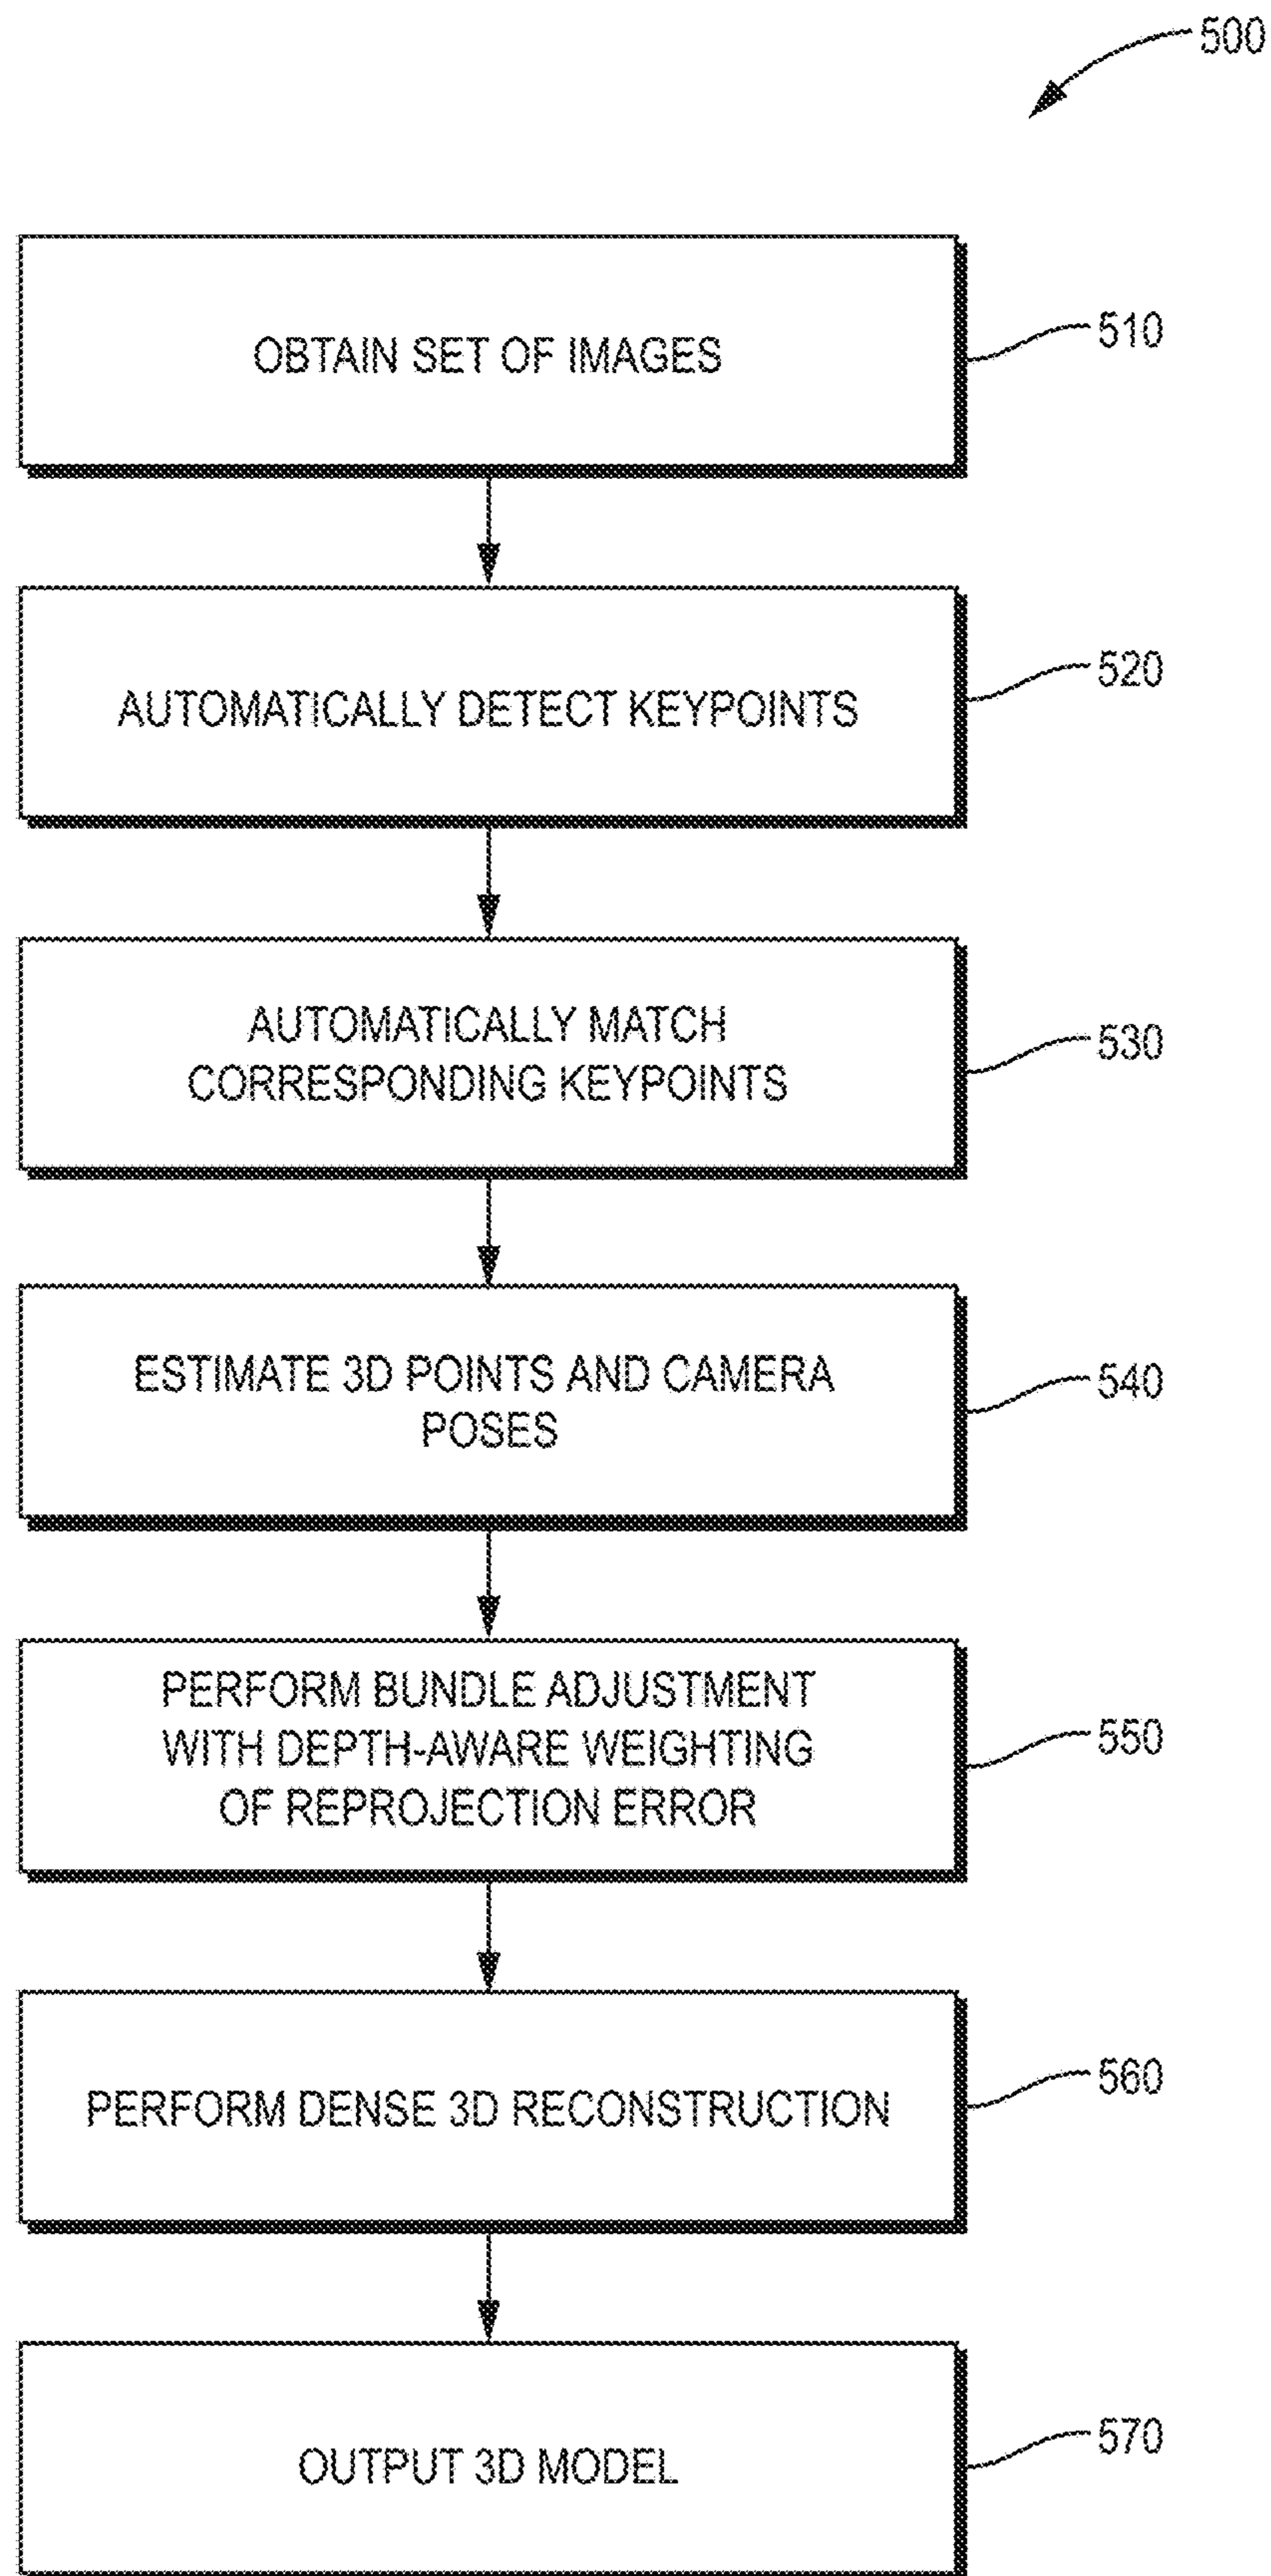 500
OBTAIN SET OF IMAGES
510
AUTOMATICALLY DETECT KEYPOINTS
520
AUTOMATICALLY MATCH
CORRESPONDING KEYPOINTS
530
ESTIMATE 3D POINTS AND CAMERA
POSES
540
PERFORM BUNDLE ADJUSTMENT
WITH DEPTH-AWARE WEIGHTING
OF REPROJECTION ERROR
550
PERFORM DENSE 3D RECONSTRUCTION
560
OUTPUT 3D MODEL
570